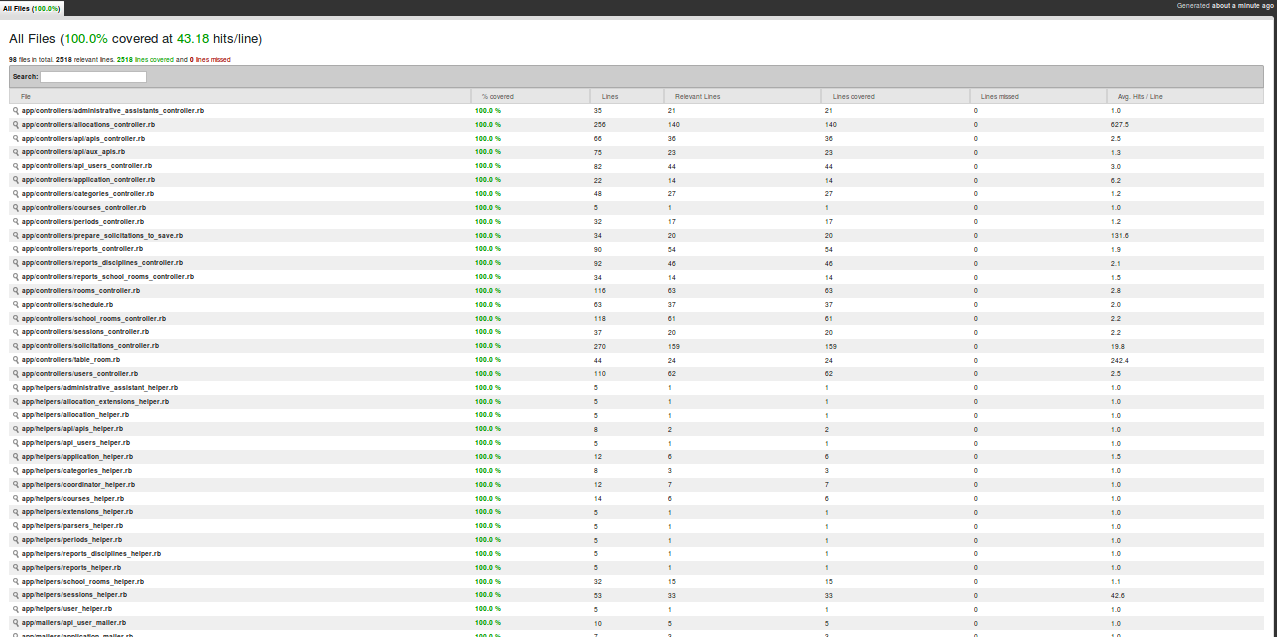 All Files (100.0%)
Generated about a minute ago
All Files (100.0% covered at 43.18 hits/line)
98 files in total. 2518 relevant lines. 2518 lines covered and 0 lines missed
Search:
File % covered Lines Relevant Lines Lines covered Lines missed Avg. Hits / Line
app/controllers/administrative_assistants_controller.rb 100.0 % 35 21 21 0 1.0
app/controllers/allocations_controller.rb 100.0 % 256 140 140 0 627.5
app/controllers/api/apis_controller.rb 100.0 % 66 36 36 0 2.5
app/controllers/api/aux_apis.rb 100.0 % 75 23 23 0 1.3
app/controllers/api_users_controller.rb 100.0 % 82 44 44 0 3.0
app/controllers/application_controller.rb 100.0 % 22 14 14 0 6.2
app/controllers/categories_controller.rb 100.0 % 48 27 27 0 1.2
app/controllers/courses_controller.rb 100.0 % 5 1 1 0 1.0
app/controllers/periods_controller.rb 100.0 % 32 17 17 0 1.2
app/controllers/prepare_solicitations_to_save.rb 100.0 % 34 20 20 0 131.6
app/controllers/reports_controller.rb 100.0 % 90 54 54 0 1.9
app/controllers/reports_disciplines_controller.rb 100.0 % 92 46 46 0 2.1
app/controllers/reports_school_rooms_controller.rb 100.0 % 34 14 14 0 1.5
app/controllers/rooms_controller.rb 100.0 % 116 63 63 0 2.8
app/controllers/schedule.rb 100.0 % 63 37 37 0 2.0
app/controllers/school_rooms_controller.rb 100.0 % 118 61 61 0 2.2
app/controllers/sessions_controller.rb 100.0 % 37 20 20 0 2.2
app/controllers/solicitations_controller.rb 100.0 % 270 159 159 0 19.8
app/controllers/table_room.rb 100.0 % 44 24 24 0 242.4
app/controllers/users_controller.rb 100.0 % 110 62 62 0 2.5
app/helpers/administrative_assistant_helper.rb 100.0 % 5 1 1 0 1.0
app/helpers/allocation_extensions_helper.rb 100.0 % 5 1 1 0 1.0
app/helpers/allocation_helper.rb 100.0 % 5 1 1 0 1.0
app/helpers/api/apis_helper.rb 100.0 % 8 2 2 0 1.0
app/helpers/api_users_helper.rb 100.0 % 5 1 1 0 1.0
app/helpers/application_helper.rb 100.0 % 12 6 6 0 1.5
app/helpers/categories_helper.rb 100.0 % 8 3 3 0 1.0
app/helpers/coordinator_helper.rb 100.0 % 12 7 7 0 1.0
app/helpers/courses_helper.rb 100.0 % 14 6 6 0 1.0
app/helpers/extensions_helper.rb 100.0 % 5 1 1 0 1.0
app/helpers/parsers_helper.rb 100.0 % 5 1 1 0 1.0
app/helpers/periods_helper.rb 100.0 % 5 1 1 0 1.0
app/helpers/reports_disciplines_helper.rb 100.0 % 5 1 1 0 1.0
app/helpers/reports_helper.rb 100.0 % 5 1 1 0 1.0
app/helpers/school_rooms_helper.rb 100.0 % 32 15 15 0 1.1
app/helpers/sessions_helper.rb 100.0 % 53 33 33 0 42.6
app/helpers/user_helper.rb 100.0 % 5 1 1 0 1.0
app/mailers/api_user_mailer.rb 100.0 % 10 5 5 0 1.0
app/mailers/application_mailer.rb 100.0 %